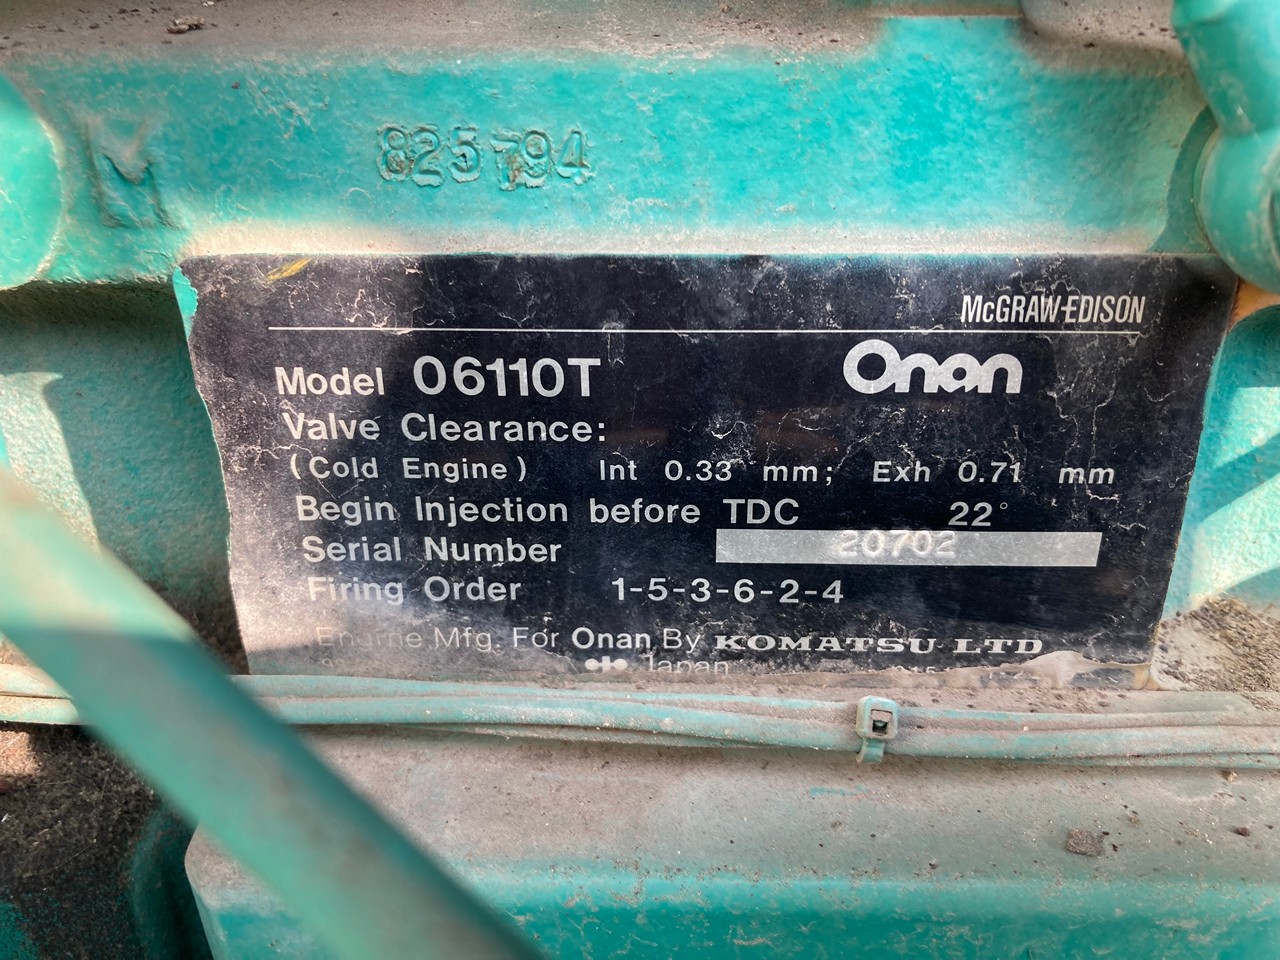 M
825794
McGRAW-EDISON
Model 06110T Onan
Valve Clearance:
(Cold Engine) Int 0.33 mm; Exh 0.71 mm
Begin Injection before TDC 22°
Serial Number 20702
Firing Order 1-5-3-6-2-4
Engine Mfg. For Onan By KOMATSU LTD
Japan